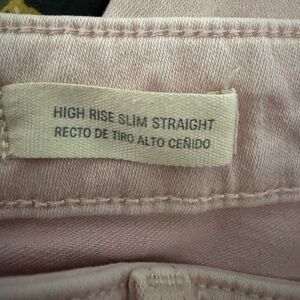 HIGH RISE SLIM STRAIGHT
RECTO DE TIRO ALTO CEÑIDO